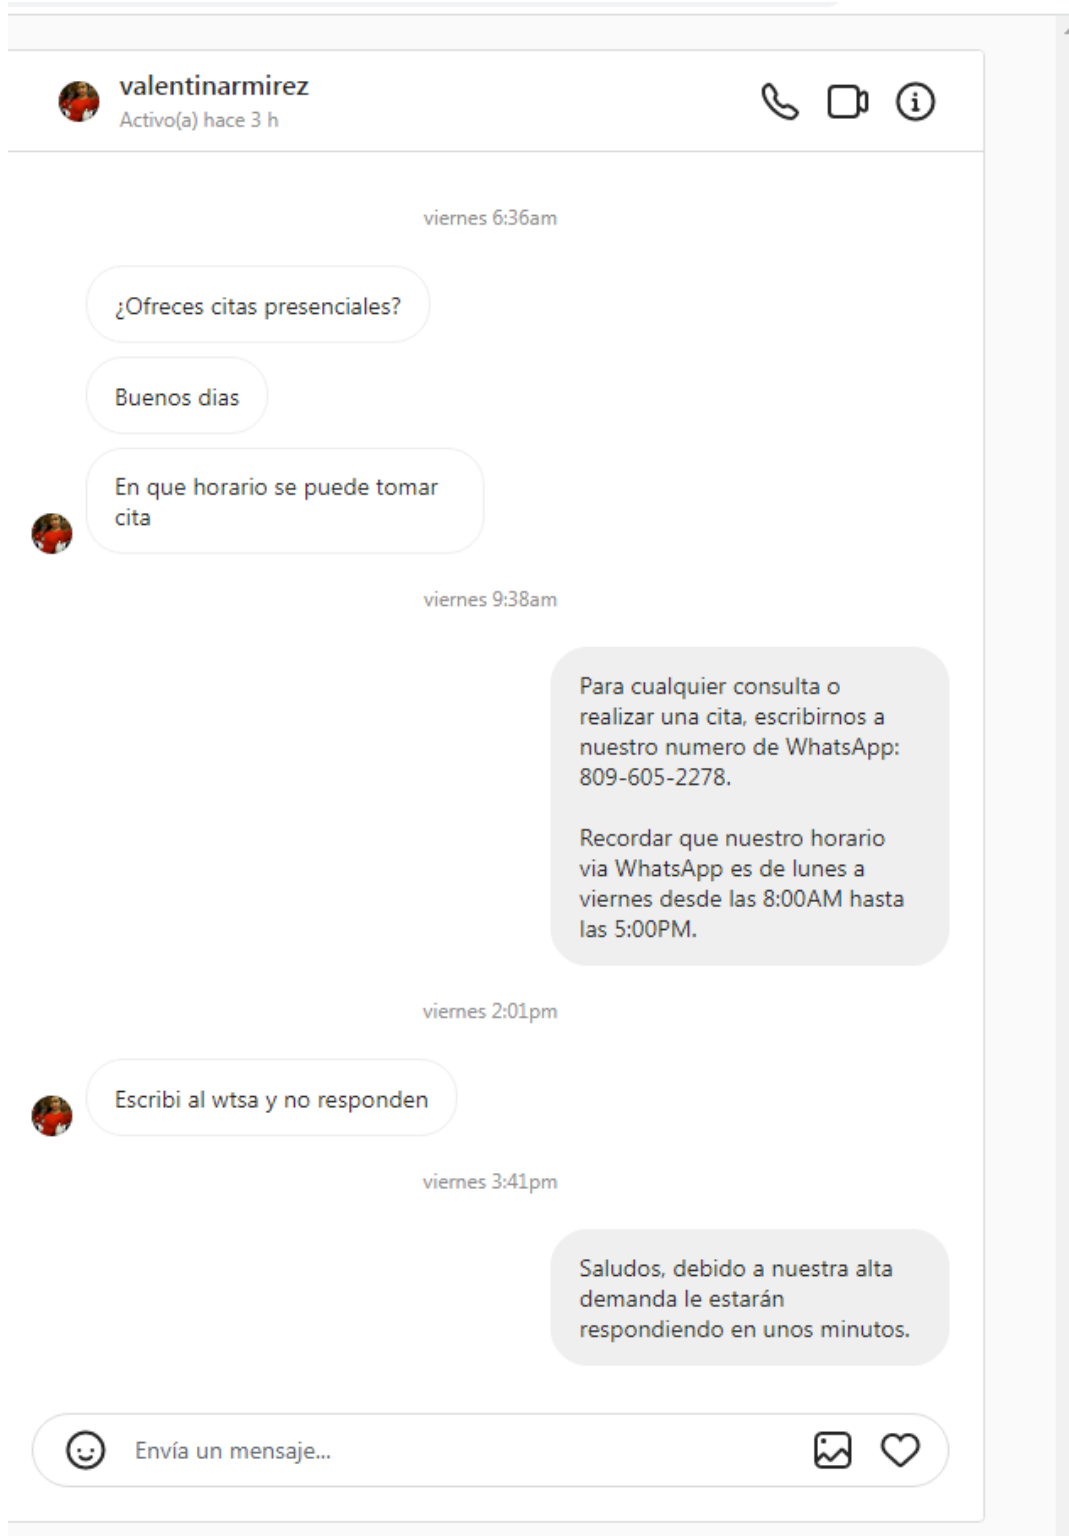 valentinarmirez
Activo(a) hace 3 h
viernes 6:36am
¿Ofreces citas presenciales?
Buenos dias
En que horario se puede tomar
cita
viernes 9:38am
Para cualquier consulta o
realizar una cita, escribirnos a
nuestro numero de WhatsApp:
809-605-2278.
Recordar que nuestro horario
via WhatsApp es de lunes a
viernes desde las 8:00AM hasta
las 5:00PM.
viernes 2:01pm
Escribi al wtsa y no responden
viernes 3:41pm
Saludos, debido a nuestra alta
demanda le estarán
respondiendo en unos minutos.
Envía un mensaje...